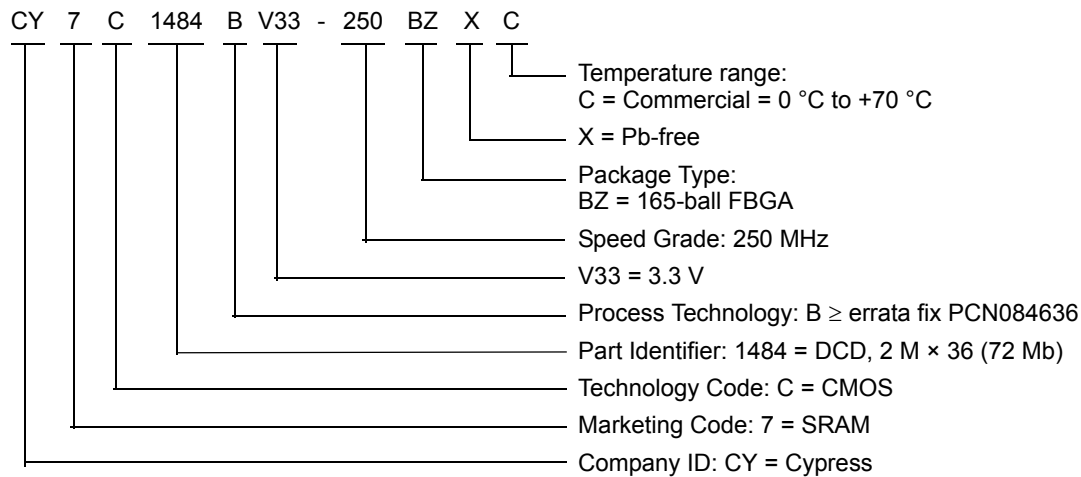 CY 7 C 1484 B V33 - 250 BZ X C
Temperature range:
C = Commercial = 0 °C to +70 °C
X = Pb-free
Package Type:
BZ = 165-ball FBGA
Speed Grade: 250 MHz
V33 = 3.3 V
Process Technology: B ≥ errata fix PCN084636
Part Identifier: 1484 = DCD, 2 M × 36 (72 Mb)
Technology Code: C = CMOS
Marketing Code: 7 = SRAM
Company ID: CY = Cypress